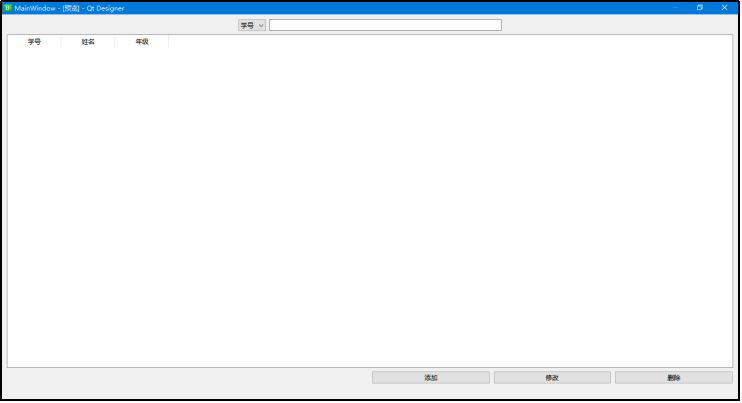 MainWindow - [预览] - Qt Designer
学号
学号 姓名 年级
添加 修改 删除